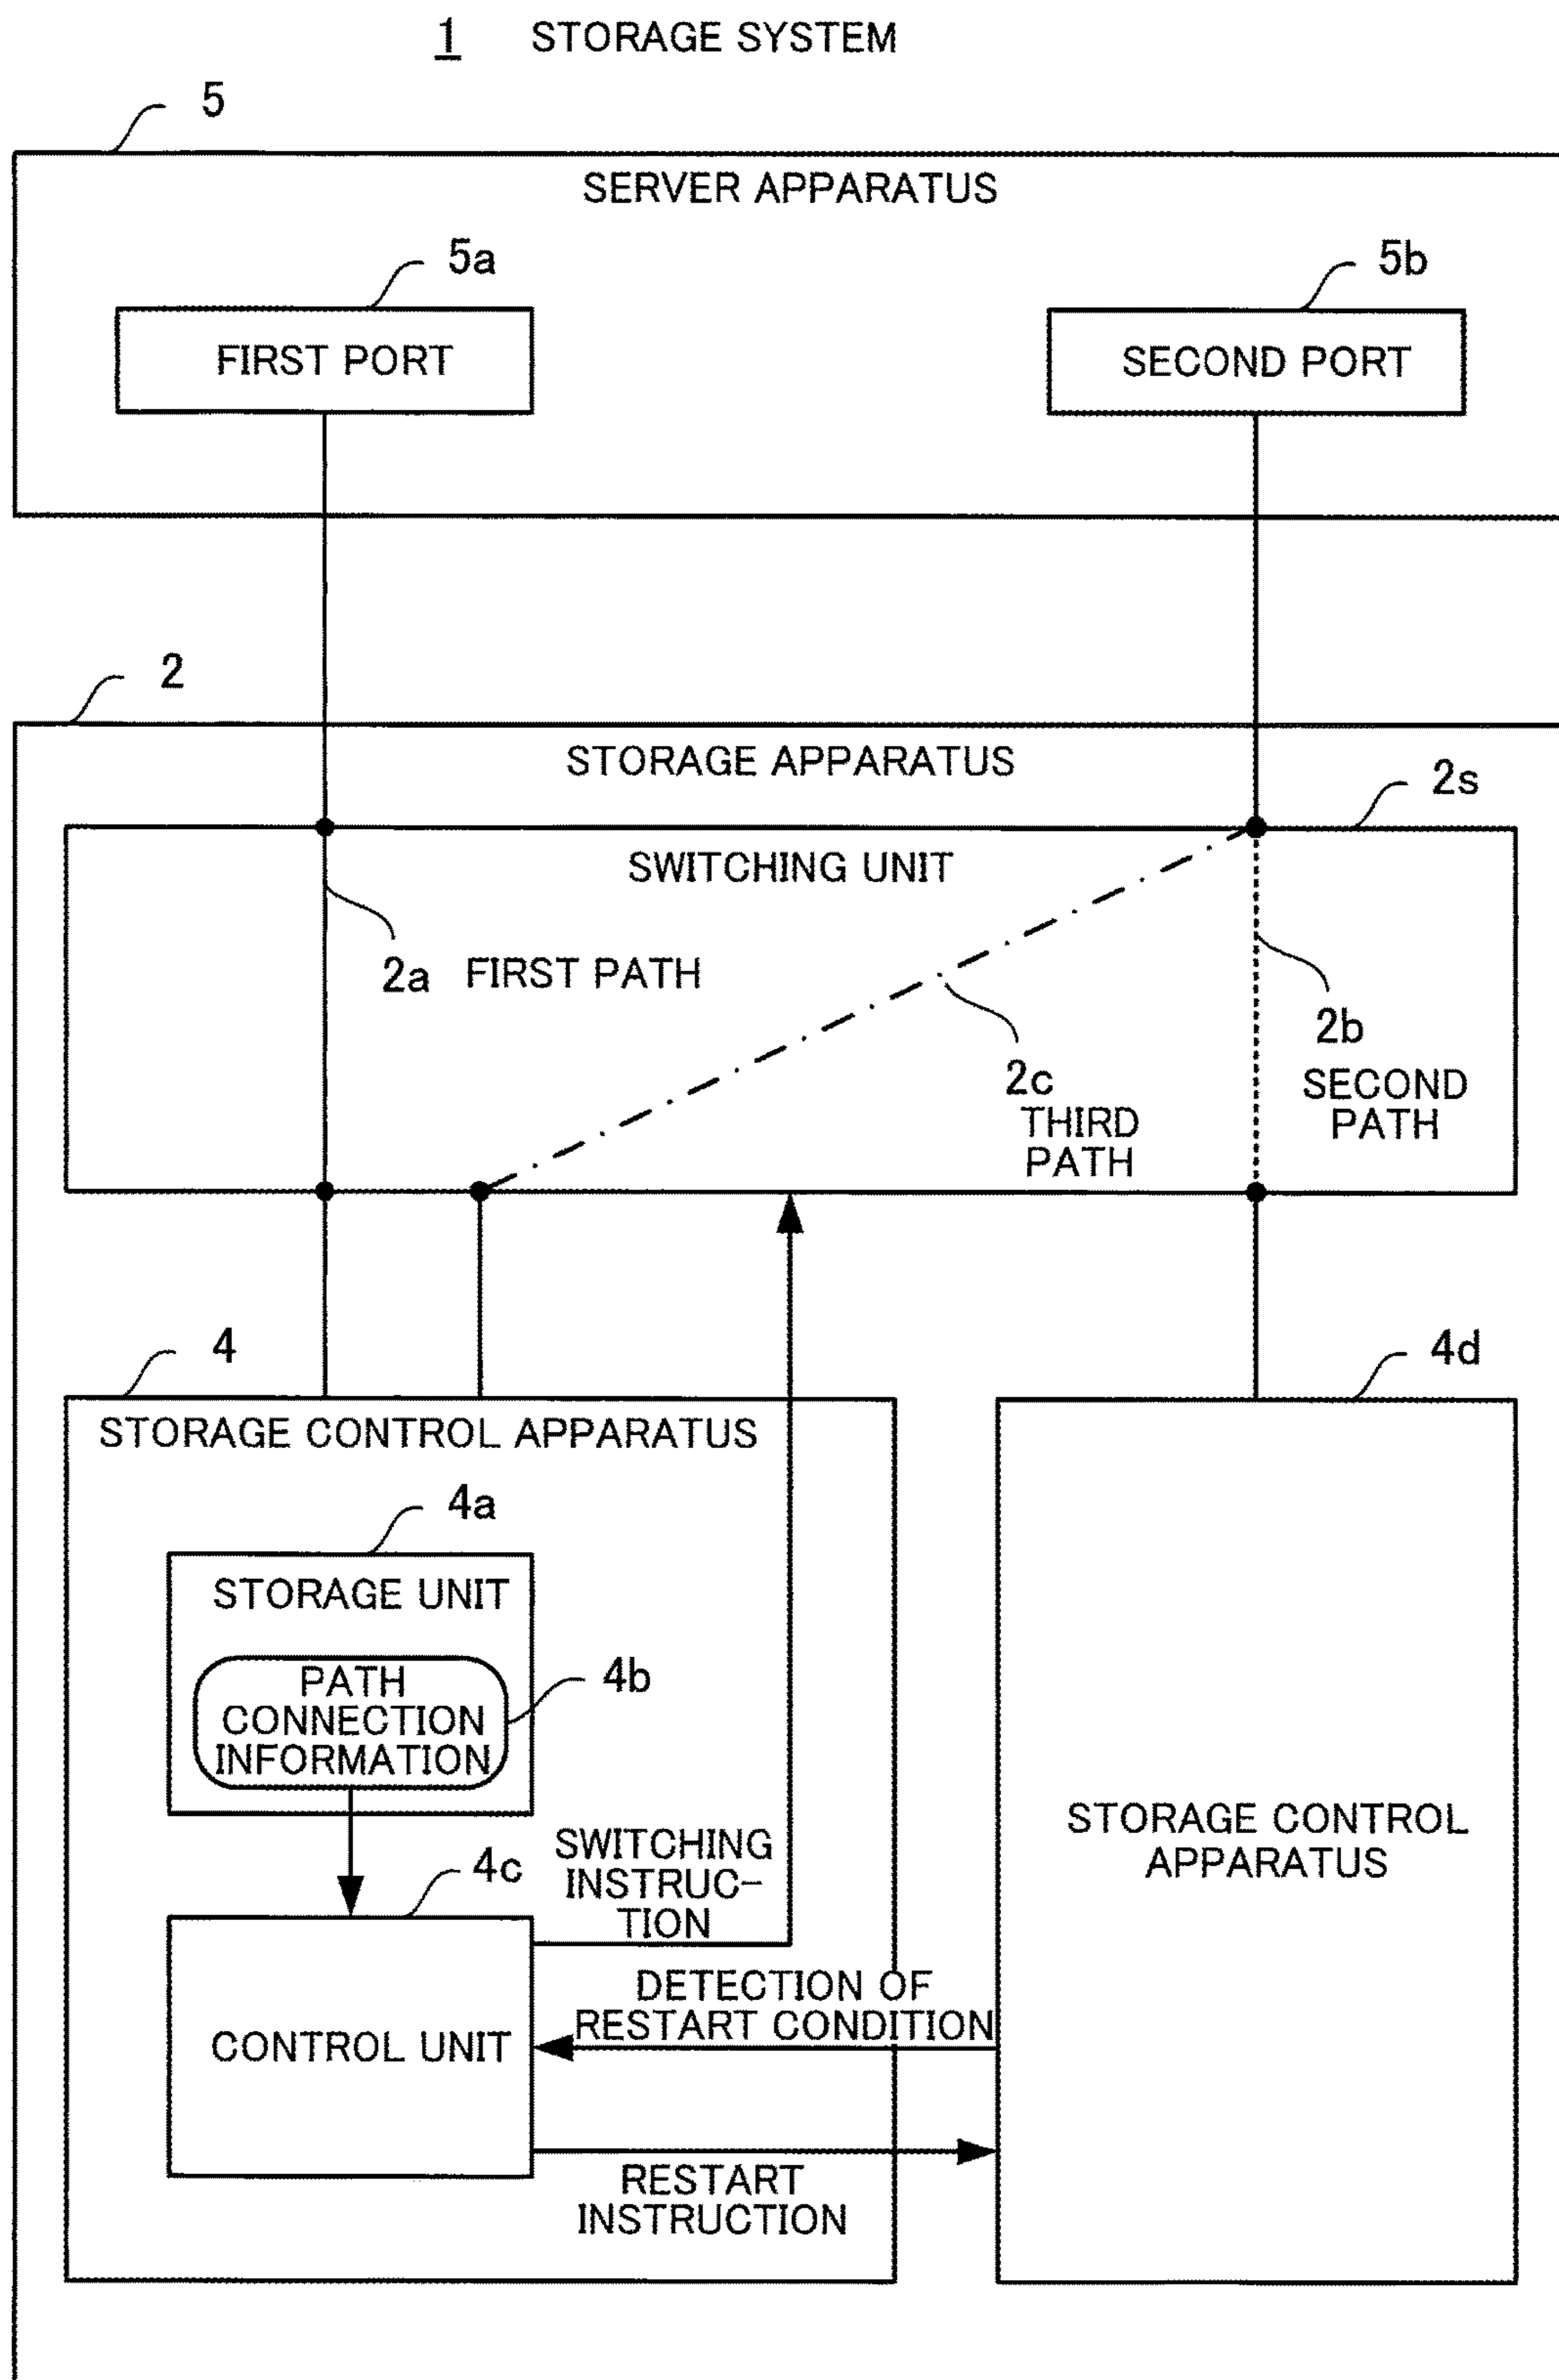 1 STORAGE SYSTEM
5
SERVER APPARATUS
5a
5b
FIRST PORT
SECOND PORT
2
STORAGE APPARATUS
2s
SWITCHING UNIT
2a FIRST PATH
2b
2c
SECOND
PATH
THIRD
PATH
4
4d
STORAGE CONTROL APPARATUS
4a
STORAGE UNIT
PATH
CONNECTION
INFORMATION
4b
STORAGE CONTROL
APPARATUS
SWITCHING
INSTRUC-
TION
4c
CONTROL UNIT
DETECTION OF
RESTART CONDITION
RESTART
INSTRUCTION